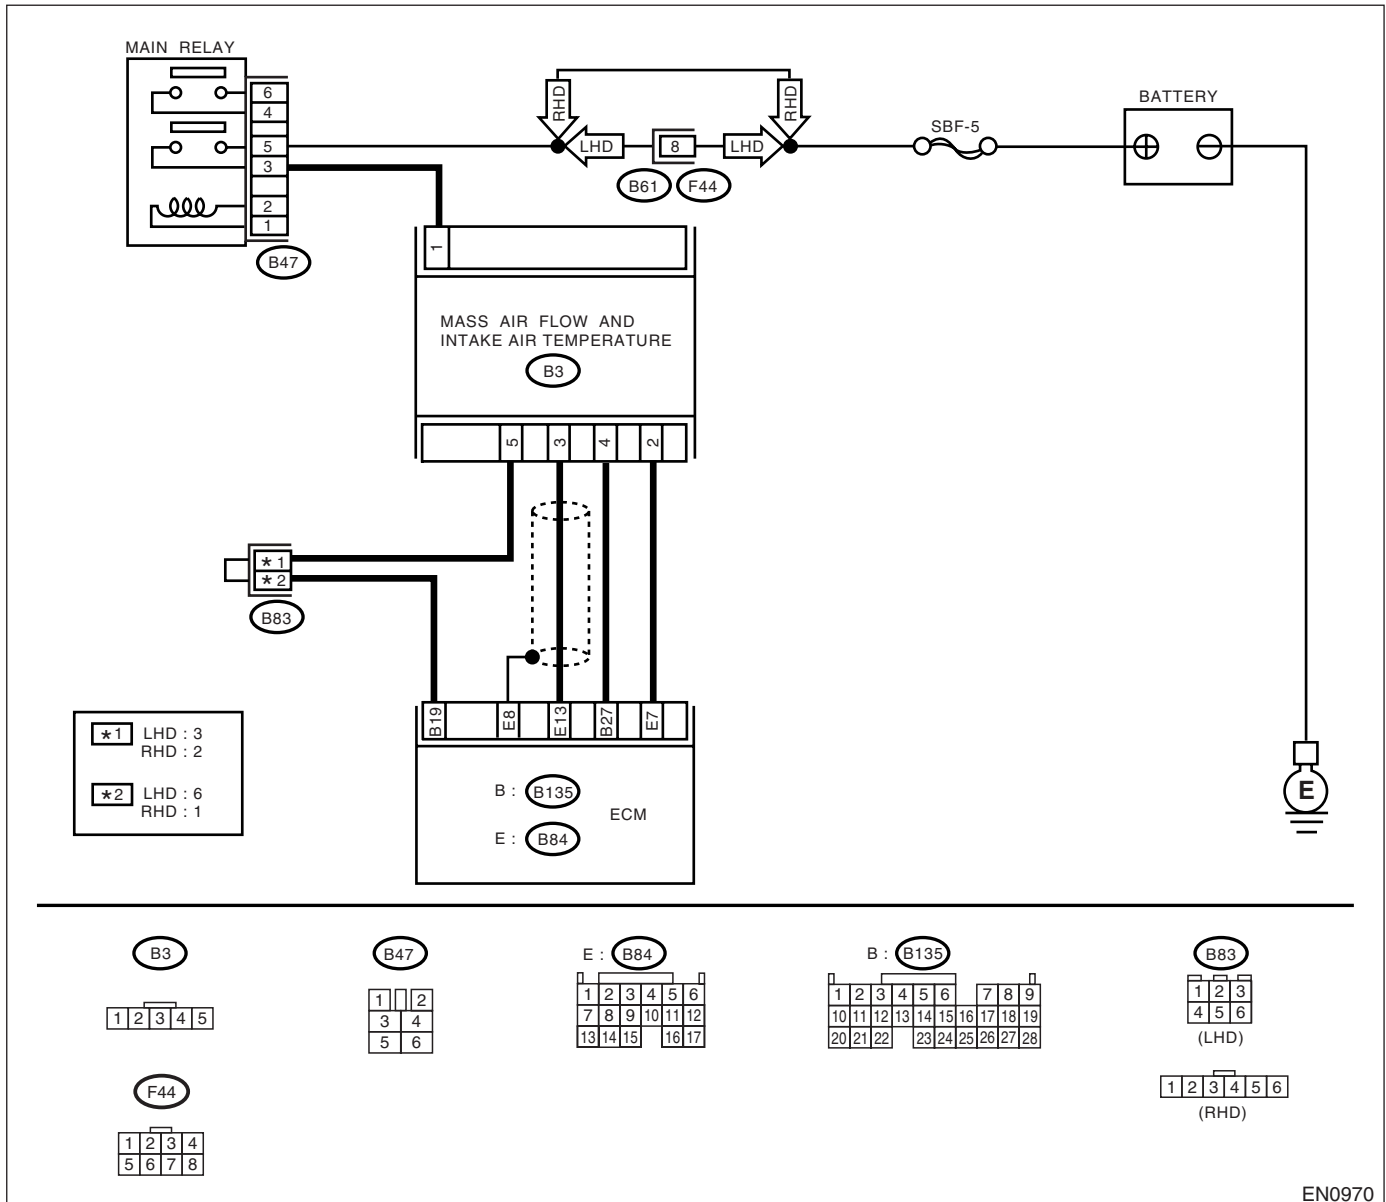 MAIN RELAY
6
4
5
3
2
1
B47
RHD
RHD
LHD
8
LHD
B61
F44
SBF-5
BATTERY
1
MASS AIR FLOW AND
INTAKE AIR TEMPERATURE
B3
5
3
4
2
*1
*2
B83
B19
E8
E13
B27
E7
B : B135
ECM
E : B84
*1 LHD : 3
RHD : 2
*2 LHD : 6
RHD : 1
E
B3
1 2 3 4 5
B47
1 2
3 4
5 6
E : B84
1 2 3 4 5 6
7 8 9 10 11 12
13 14 15 16 17
B : B135
1 2 3 4 5 6 7 8 9
10 11 12 13 14 15 16 17 18 19
20 21 22 23 24 25 26 27 28
B83
1 2 3
4 5 6
(LHD)
1 2 3 4 5 6
(RHD)
F44
1 2 3 4
5 6 7 8
EN0970